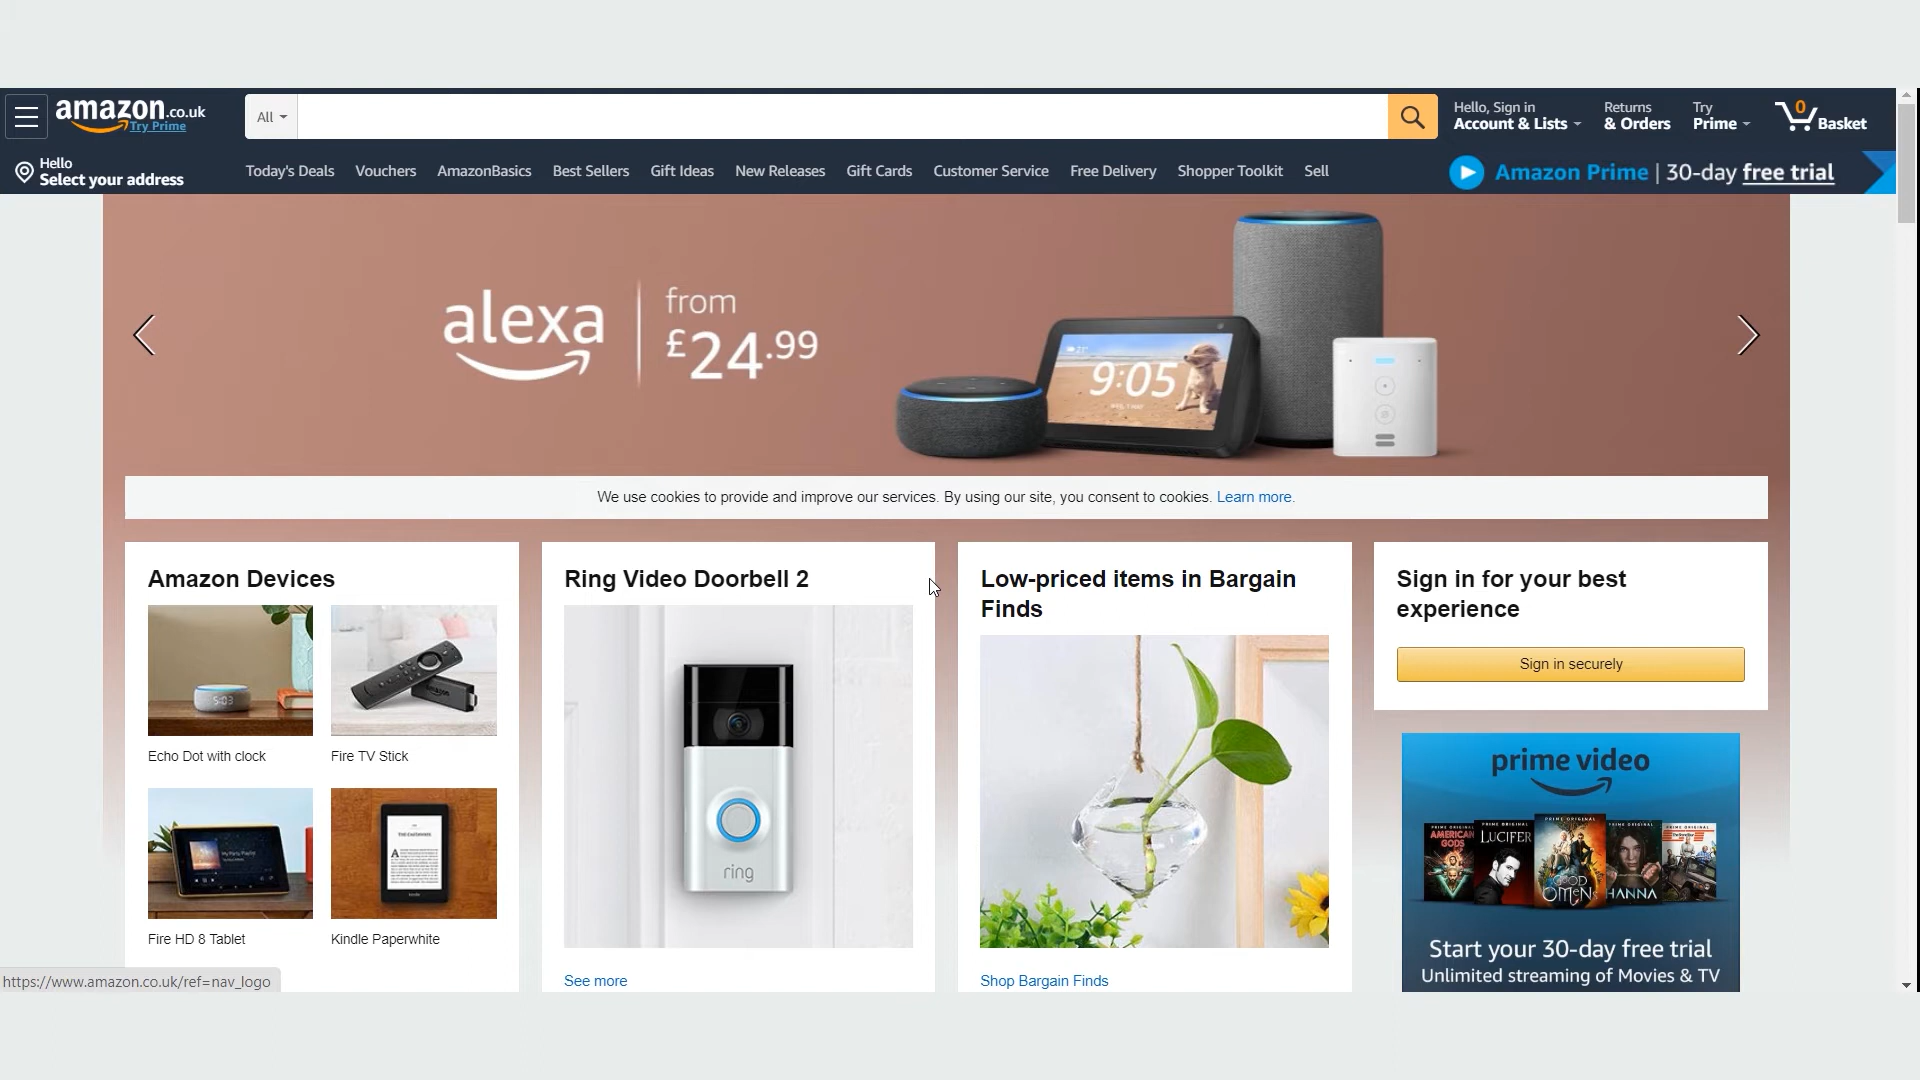 amazon.co.uk
Try Prime
All
Hello, Sign in
Account & Lists
Returns
& Orders
Try
Prime
0
Basket
Hello
Select your address
Today's Deals
Vouchers
AmazonBasics
Best Sellers
Gift Ideas
New Releases
Gift Cards
Customer Service
Free Delivery
Shopper Toolkit
Sell
Amazon Prime | 30-day free trial
alexa
from
£24.99
9:05
We use cookies to provide and improve our services. By using our site, you consent to cookies. Learn more.
Amazon Devices
Echo Dot with clock
Fire TV Stick
Fire HD 8 Tablet
Kindle Paperwhite
Ring Video Doorbell 2
ring
See more
Low-priced items in Bargain
Finds
Shop Bargain Finds
Sign in for your best
experience
Sign in securely
prime video
AMERICAN
GODS
LUCIFER
GOOD
OMENS
HANNA
Start your 30-day free trial
Unlimited streaming of Movies & TV
https://www.amazon.co.uk/ref=nav_logo